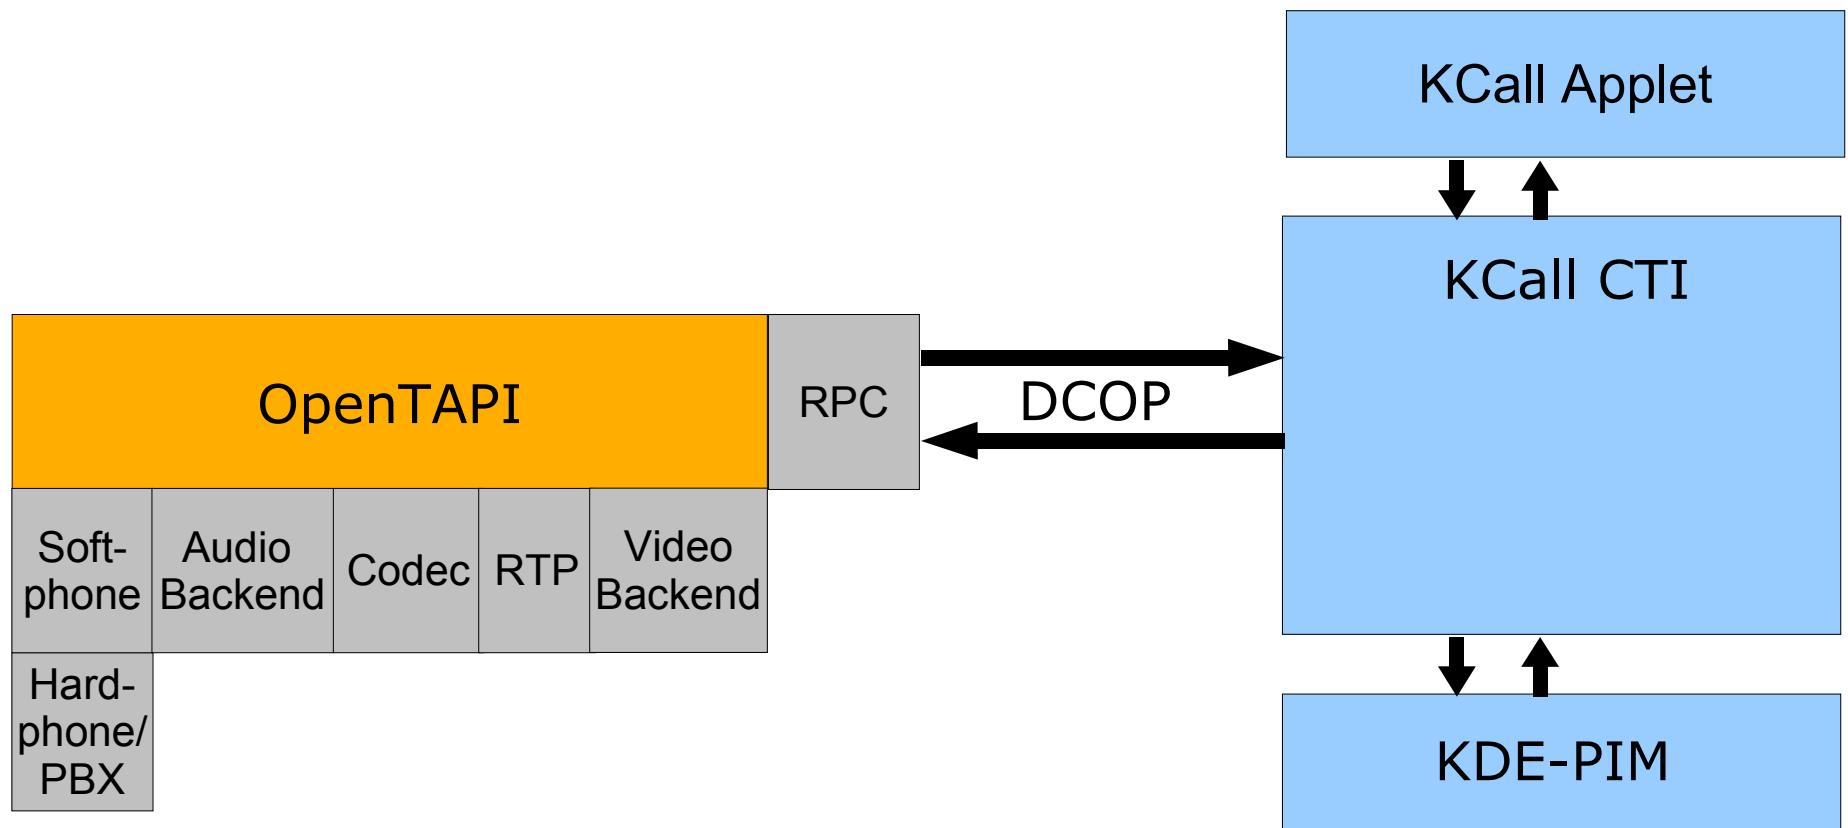 KCall Applet
KCall CTI
OpenTAPI
RPC
DCOP
Soft-
phone
Audio
Backend
Codec
RTP
Video
Backend
Hard-
phone/
PBX
KDE-PIM